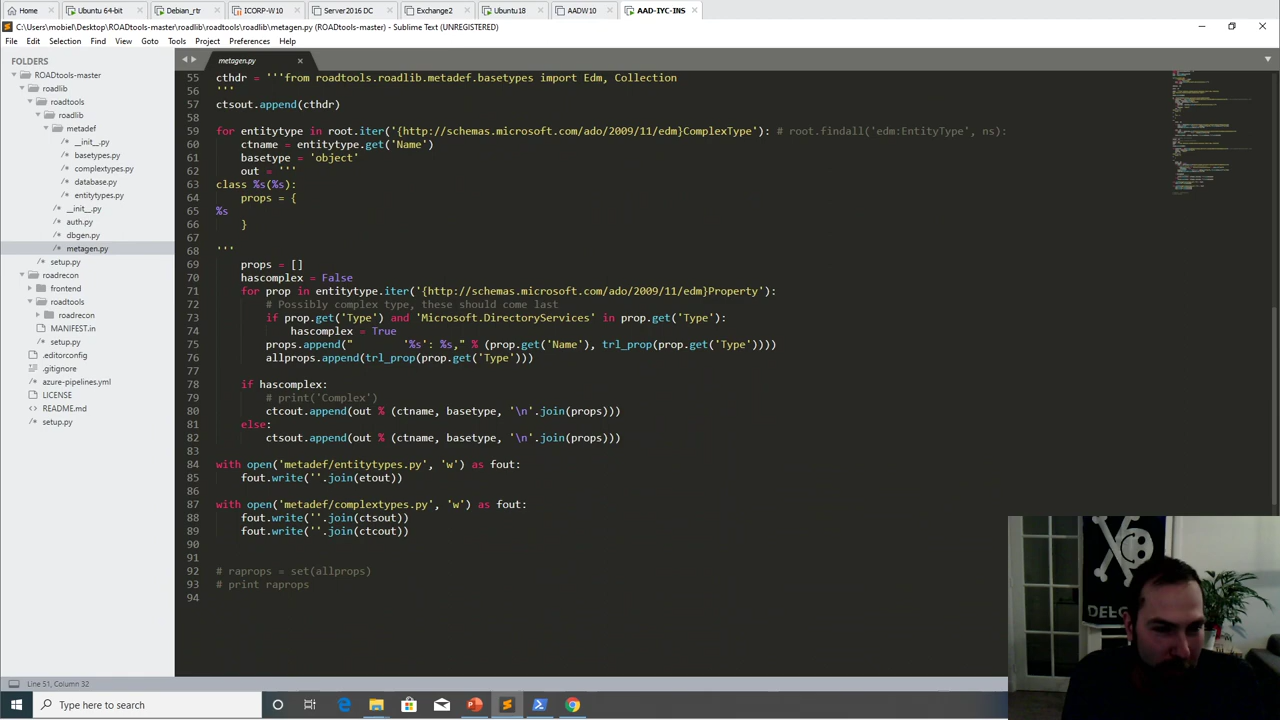 Home
Ubuntu 64-bit
Debian_rtr
ICORP-W10
Server2016 DC
Exchange2
Ubuntu18
AADW10
AAD-IYC-INS
C:\Users\mobiel\Desktop\ROADtools-master\roadlib\roadtools\roadlib\metagen.py (ROADtools-master) - Sublime Text (UNREGISTERED)
File Edit Selection Find View Goto Tools Project Preferences Help
FOLDERS
ROADtools-master
roadlib
roadtools
roadlib
metadef
/* __init__.py
/* basetypes.py
/* complextypes.py
/* database.py
/* entitytypes.py
/* __init__.py
/* auth.py
/* dbgen.py
/* metagen.py
/* setup.py
roadrecon
frontend
roadtools
roadrecon
MANIFEST.in
/* setup.py
.editorconfig
.gitignore
/* azure-pipelines.yml
LICENSE
README.md
/* setup.py
metagen.py
55 cthdr = '''from roadtools.roadlib.metadef.basetypes import Edm, Collection
56 '''
57 ctsout.append(cthdr)
58
59 for entitytype in root.iter('{http://schemas.microsoft.com/ado/2009/11/edm}ComplexType'): # root.findall('edm:EntityType', ns):
60     ctname = entitytype.get('Name')
61     basetype = 'object'
62     out = '''
63 class %s(%s):
64     props = {
65 %s
66     }
67
68 '''
69     props = []
70     hascomplex = False
71     for prop in entitytype.iter('{http://schemas.microsoft.com/ado/2009/11/edm}Property'):
72         # Possibly complex type, these should come last
73         if prop.get('Type') and 'Microsoft.DirectoryServices' in prop.get('Type'):
74             hascomplex = True
75         props.append("        '%s': %s," % (prop.get('Name'), trl_prop(prop.get('Type'))))
76         allprops.append(trl_prop(prop.get('Type')))
77
78     if hascomplex:
79         # print('Complex')
80         ctcout.append(out % (ctname, basetype, '\n'.join(props)))
81     else:
82         ctsout.append(out % (ctname, basetype, '\n'.join(props)))
83
84 with open('metadef/entitytypes.py', 'w') as fout:
85     fout.write(''.join(etout))
86
87 with open('metadef/complextypes.py', 'w') as fout:
88     fout.write(''.join(ctsout))
89     fout.write(''.join(ctcout))
90
91
92 # raprops = set(allprops)
93 # print raprops
94
Line 51, Column 32
Type here to search